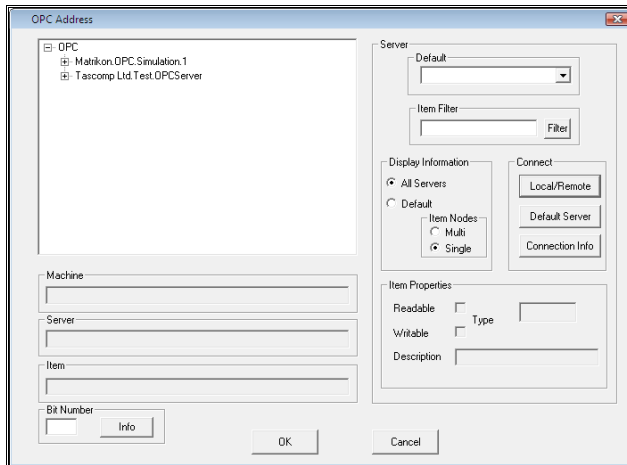 OPC Address
OPC
Matrikon.OPC.Simulation.1
Tascomp Ltd.Test.OPCServer
Server
Default
Item Filter
Filter
Display Information
All Servers
Default
Item Nodes
Multi
Single
Connect
Local/Remote
Default Server
Connection Info
Machine
Server
Item
Bit Number
Info
Item Properties
Readable
Type
Writable
Description
OK
Cancel